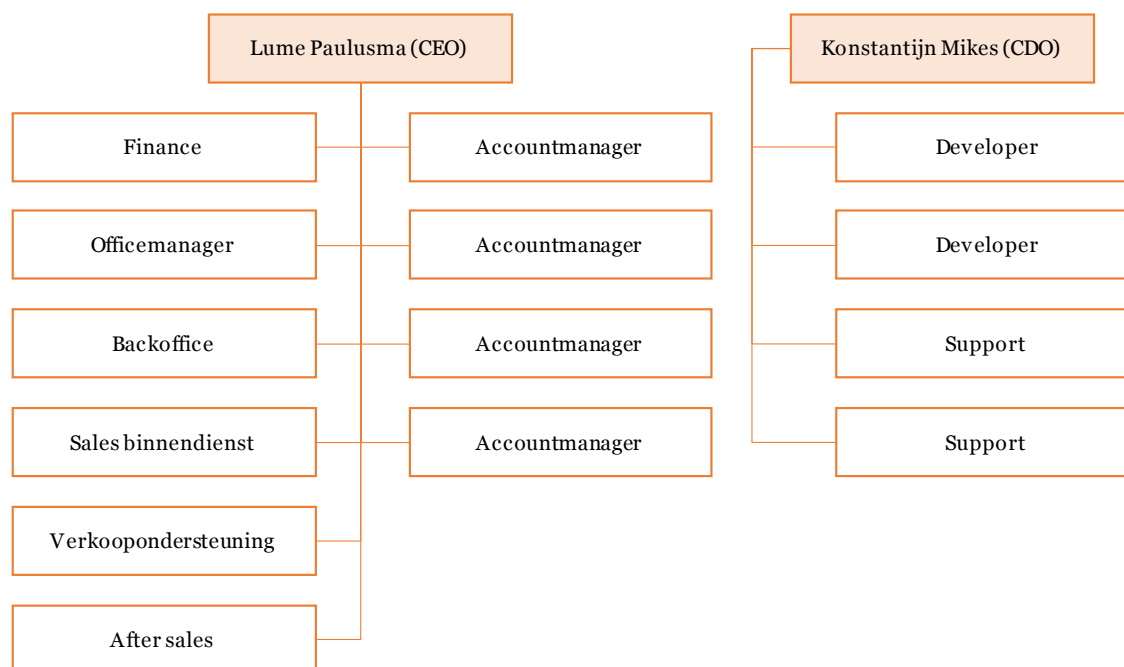 Lume Paulusma (CEO)
Konstantijn Mikes (CDO)
Finance
Accountmanager
Developer
Officemanager
Accountmanager
Developer
Backoffice
Accountmanager
Support
Sales binnendienst
Accountmanager
Support
Verkoopondersteuning
After sales